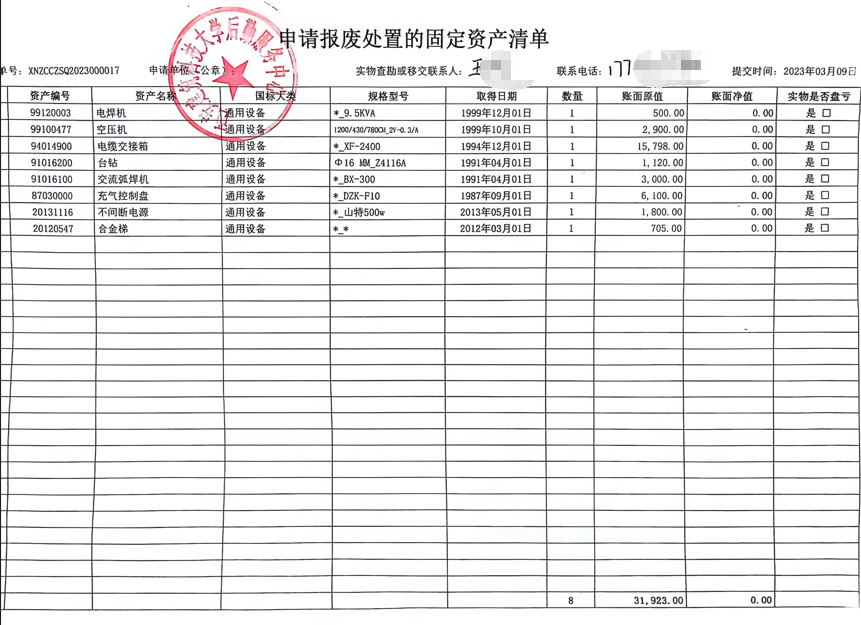 申请报废处置的固定资产清单
单号: XNZCCZSQ2023000017 申请单位(公章): 实物查勘或移交联系人: 王 联系电话: 177 提交时间: 2023年03月09日
科技大学后勤服务中心
资产编号 资产名称 国标大类 规格型号 取得日期 数量 账面原值 账面净值 实物是否盘亏
99120003 电焊机 通用设备 *_9.5KVA 1999年12月01日 1 500.00 0.00 是 □
99100477 空压机 通用设备 1200/430/780CM_2V-0.3/A 1999年10月01日 1 2,900.00 0.00 是 □
94014900 电缆交接箱 通用设备 *_XF-2400 1994年12月01日 1 15,798.00 0.00 是 □
91016200 台钻 通用设备 Φ16 MM_Z4116A 1991年04月01日 1 1,120.00 0.00 是 □
91016100 交流弧焊机 通用设备 *_BX-300 1991年04月01日 1 3,000.00 0.00 是 □
87030000 充气控制盘 通用设备 *_DZK-F10 1987年09月01日 1 6,100.00 0.00 是 □
20131116 不间断电源 通用设备 *_山特500w 2013年05月01日 1 1,800.00 0.00 是 □
20120547 合金梯 通用设备 *_* 2012年03月01日 1 705.00 0.00 是 □
8 31,923.00 0.00